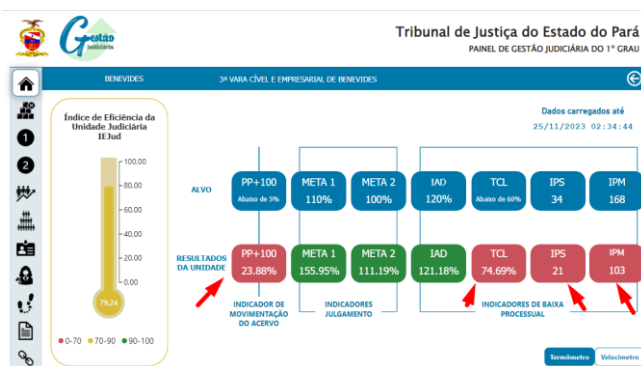 Gestão
Judiciária
Tribunal de Justiça do Estado do Pará
PAINEL DE GESTÃO JUDICIÁRIA DO 1º GRAU
BENEVIDES
3ª VARA CÍVEL E EMPRESARIAL DE BENEVIDES
Dados carregados até
25/11/2023 02:34:44
Índice de Eficiência da
Unidade Judiciária
IEJud
100.00
80.00
60.00
40.00
20.00
0.00
79,24
0-70 70-90 90-100
ALVO
PP+100
Abaixo de 5%
META 1
110%
META 2
100%
IAD
120%
TCL
Abaixo de 60%
IPS
34
IPM
168
RESULTADOS
DA UNIDADE
PP+100
23.88%
META 1
155.95%
META 2
111.19%
IAD
121.18%
TCL
74.69%
IPS
21
IPM
103
INDICADOR DE
MOVIMENTAÇÃO
DO ACERVO
INDICADORES
JULGAMENTO
INDICADORES DE BAIXA
PROCESSUAL
1
2
Termômetro
Velocímetro